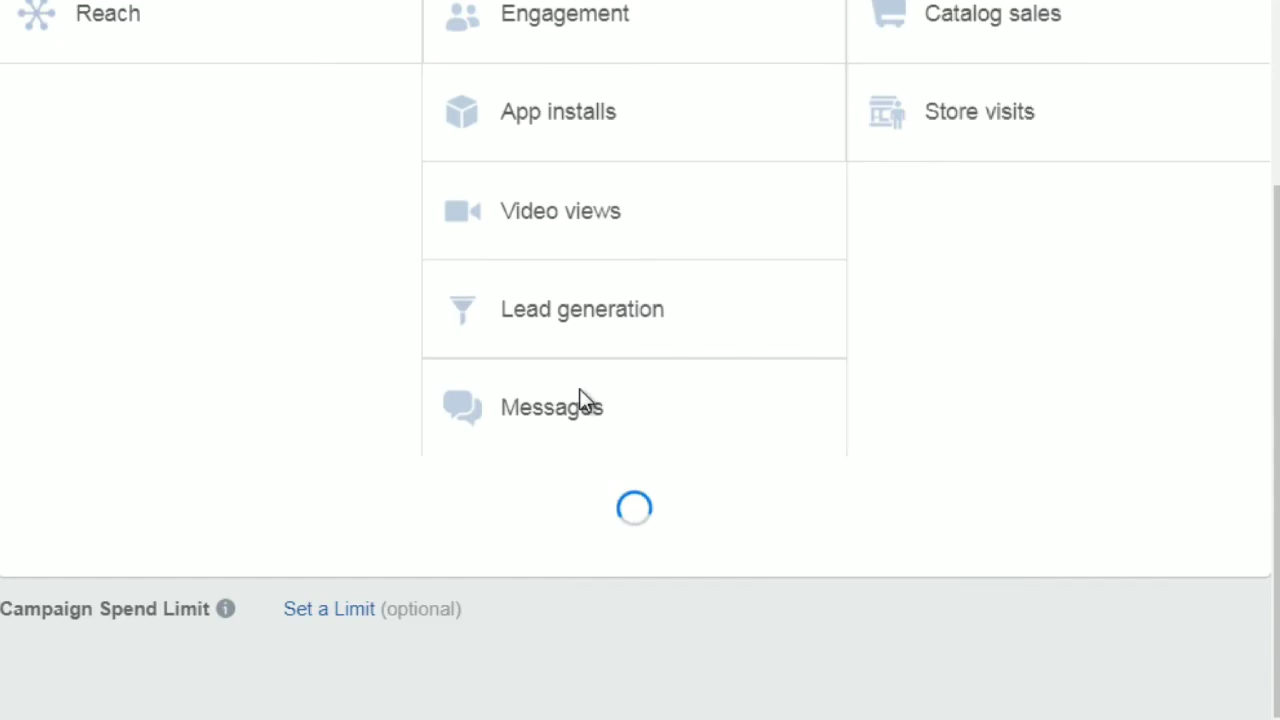 Reach
Engagement
Catalog sales
App installs
Store visits
Video views
Lead generation
Messages
Campaign Spend Limit
Set a Limit (optional)